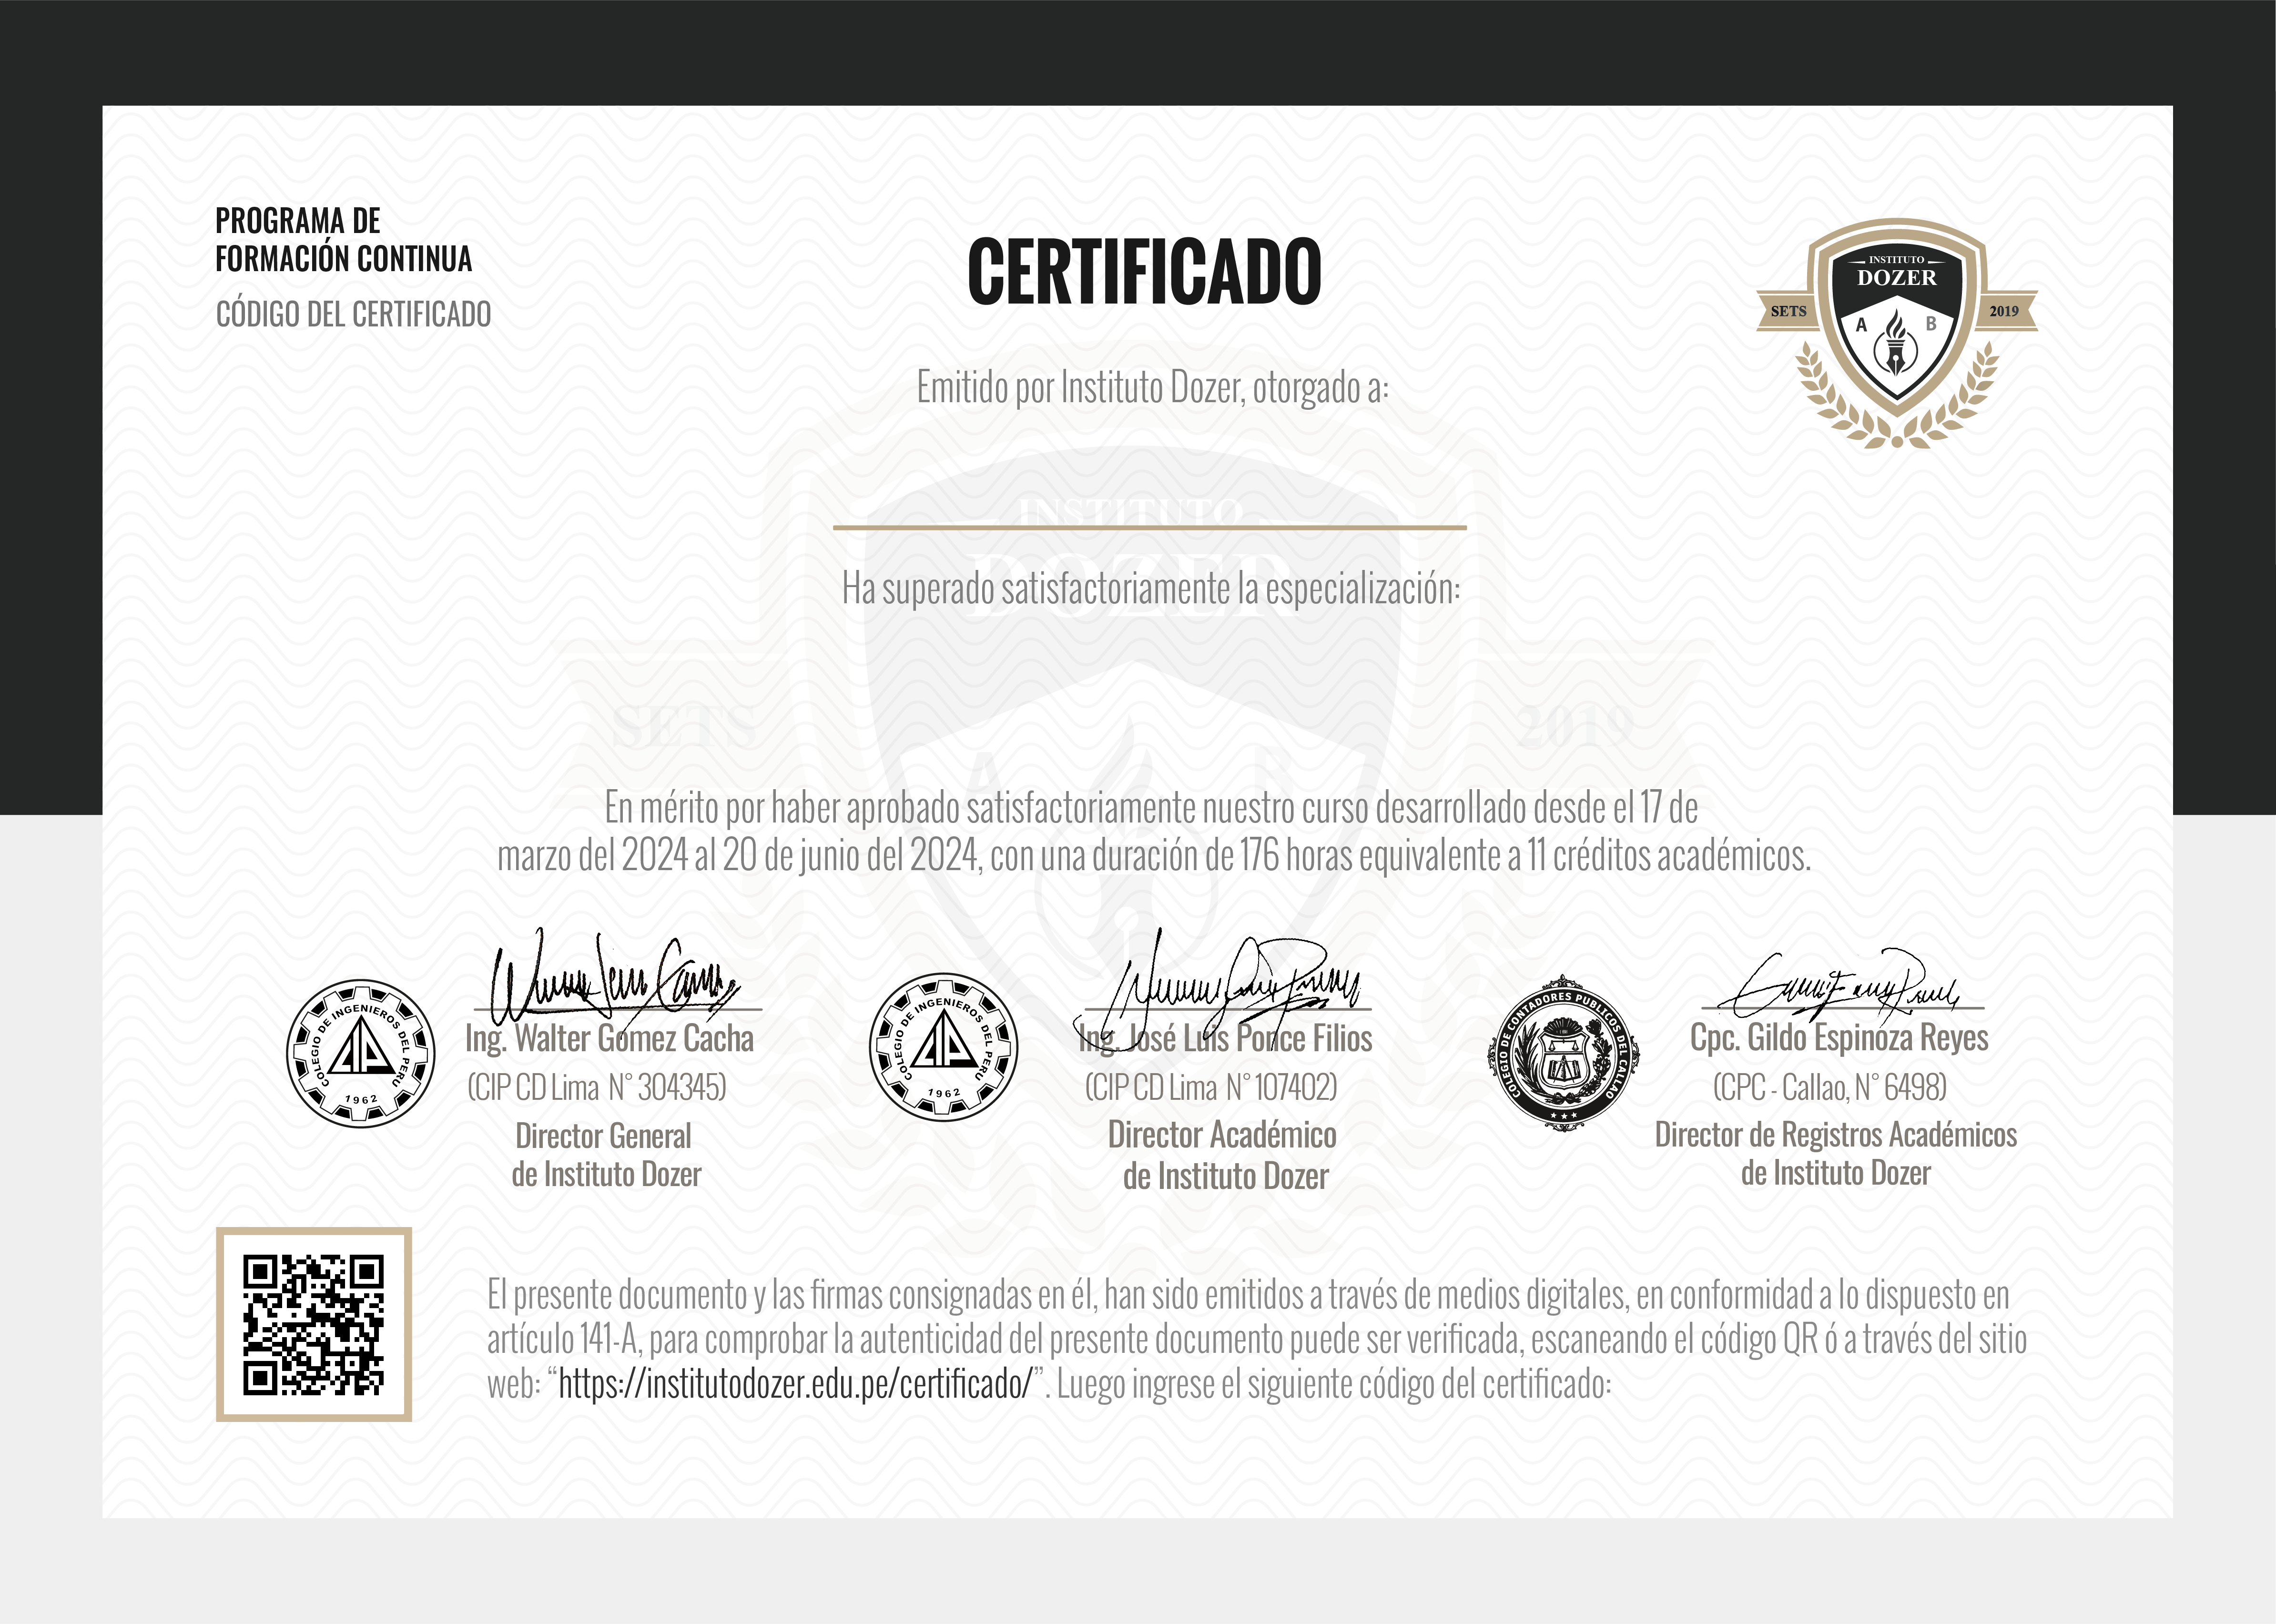 PROGRAMA DE
FORMACIÓN CONTINUA
CÓDIGO DEL CERTIFICADO
CERTIFICADO
Emitido por Instituto Dozer, otorgado a:
INSTITUTO
DOZER
SETS
2019
A
B
INSTITUTO
DOZER
Ha superado satisfactoriamente la especialización:
SETS
2019
A
En mérito por haber aprobado satisfactoriamente nuestro curso desarrollado desde el 17 de
marzo del 2024 al 20 de junio del 2024, con una duración de 176 horas equivalente a 11 créditos académicos.
COLEGIO DE INGENIEROS DEL PERU
1962
Ing. Walter Gómez Cacha
(CIP CD Lima N° 304345)
Director General
de Instituto Dozer
COLEGIO DE INGENIEROS DEL PERU
1962
Ing. José Luis Ponce Filios
(CIP CD Lima N° 107402)
Director Académico
de Instituto Dozer
COLEGIO DE CONTADORES PUBLICOS DEL CALLAO
Cpc. Gildo Espinoza Reyes
(CPC - Callao, N° 6498)
Director de Registros Académicos
de Instituto Dozer
El presente documento y las firmas consignadas en él, han sido emitidos a través de medios digitales, en conformidad a lo dispuesto en
artículo 141-A, para comprobar la autenticidad del presente documento puede ser verificada, escaneando el código QR ó a través del sitio
web: “https://institutodozer.edu.pe/certificado/”. Luego ingrese el siguiente código del certificado: